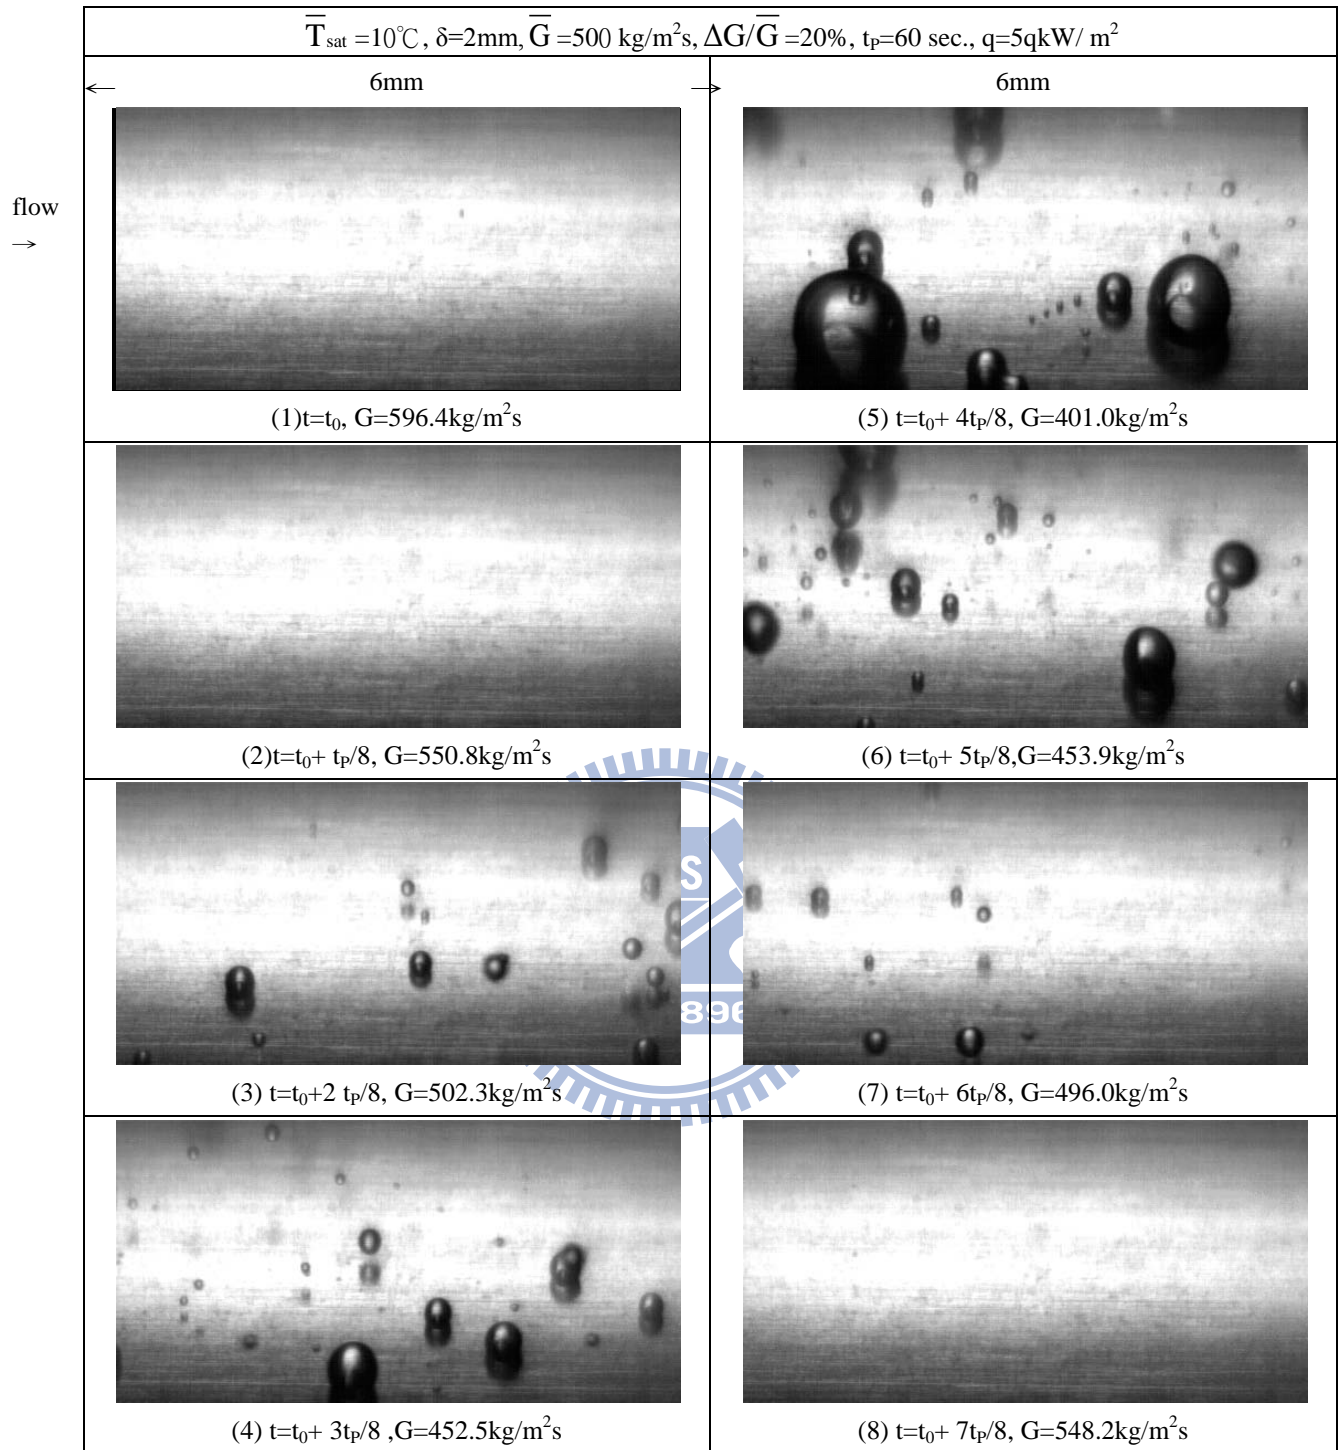 T̅sat =10℃, δ=2mm, G̅ =500 kg/m²s, ΔG/G̅ =20%, tP=60 sec., q=5qkW/ m²
← 6mm →
6mm
flow
→
(1)t=t₀, G=596.4kg/m²s
(5) t=t₀+ 4tP/8, G=401.0kg/m²s
(2)t=t₀+ tP/8, G=550.8kg/m²s
(6) t=t₀+ 5tP/8,G=453.9kg/m²s
S
896
(3) t=t₀+2 tP/8, G=502.3kg/m²s
(7) t=t₀+ 6tP/8, G=496.0kg/m²s
(4) t=t₀+ 3tP/8 ,G=452.5kg/m²s
(8) t=t₀+ 7tP/8, G=548.2kg/m²s